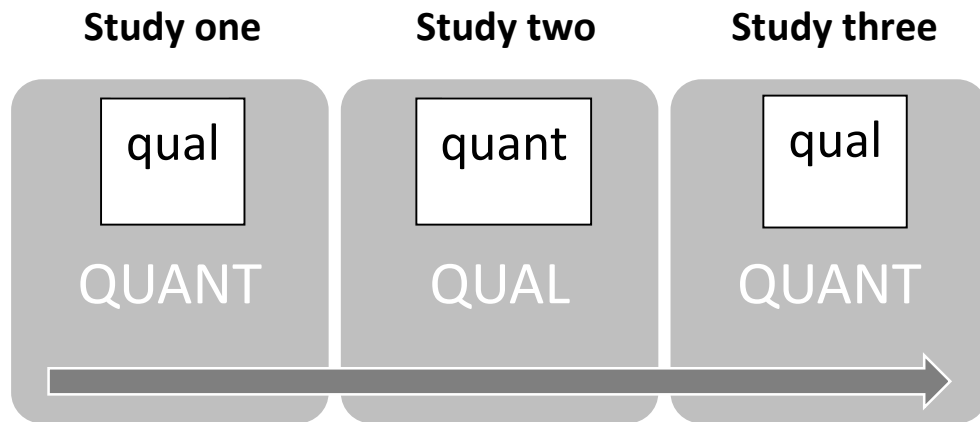 Study one
Study two
Study three
qual
quant
qual
QUANT
QUAL
QUANT